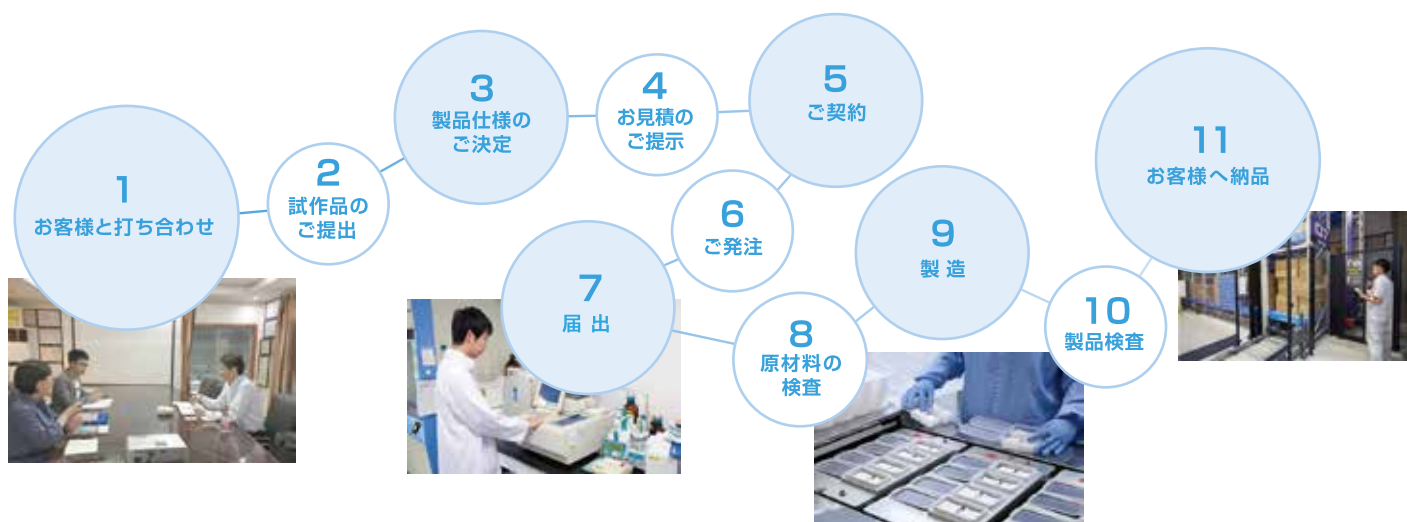 1
お客様と打ち合わせ
2
試作品の
ご提出
3
製品仕様の
ご決定
4
お見積の
ご提示
5
ご契約
6
ご発注
7
届 出
8
原材料の
検査
9
製 造
10
製品検査
11
お客様へ納品